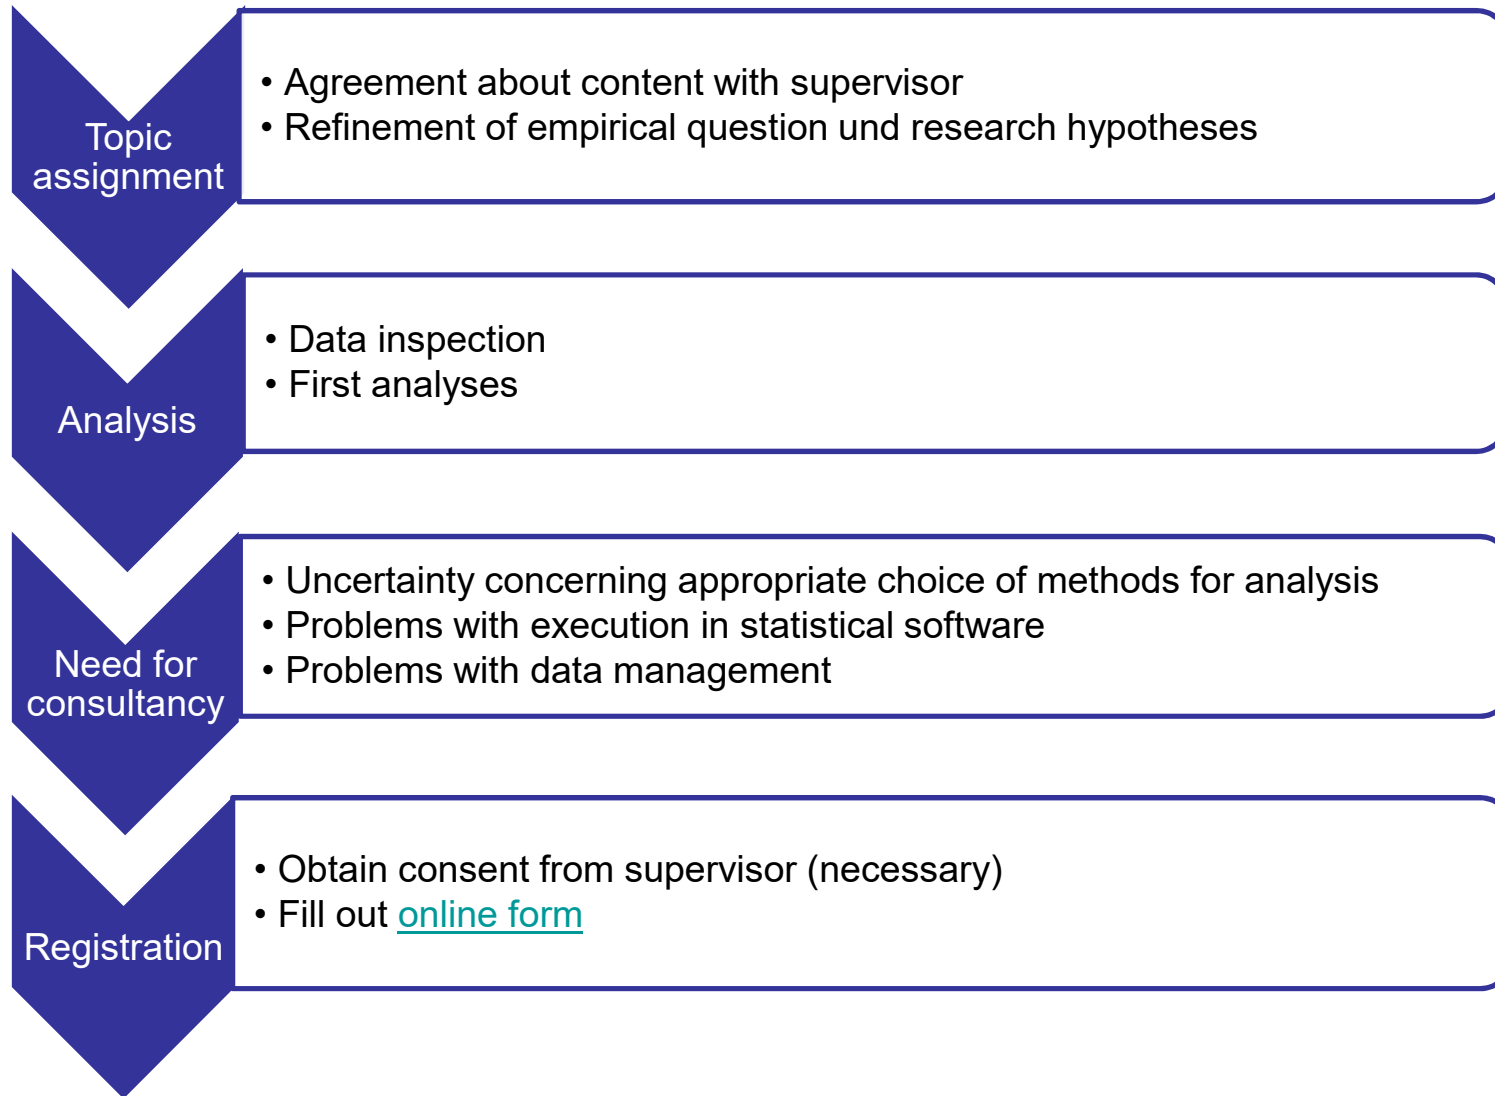 Topic
assignment
• Agreement about content with supervisor
• Refinement of empirical question und research hypotheses
Analysis
• Data inspection
• First analyses
Need for
consultancy
• Uncertainty concerning appropriate choice of methods for analysis
• Problems with execution in statistical software
• Problems with data management
Registration
• Obtain consent from supervisor (necessary)
• Fill out online form